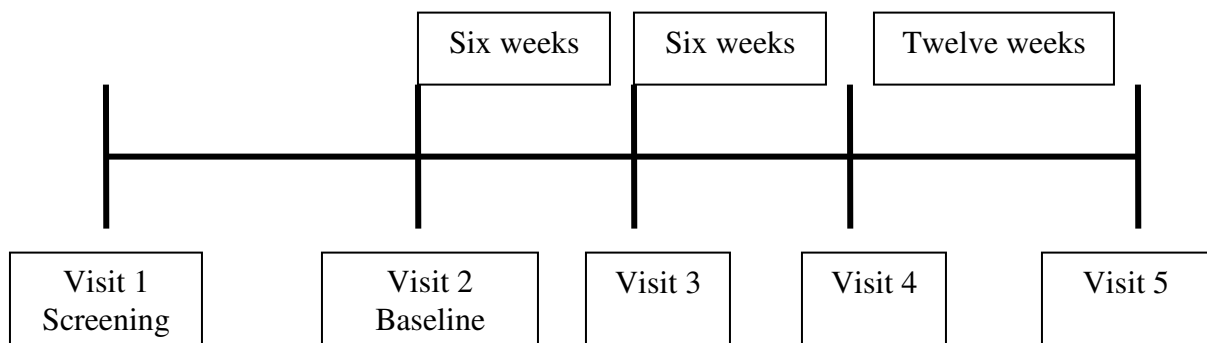 Six weeks
Six weeks
Twelve weeks
Visit 1
Screening
Visit 2
Baseline
Visit 3
Visit 4
Visit 5